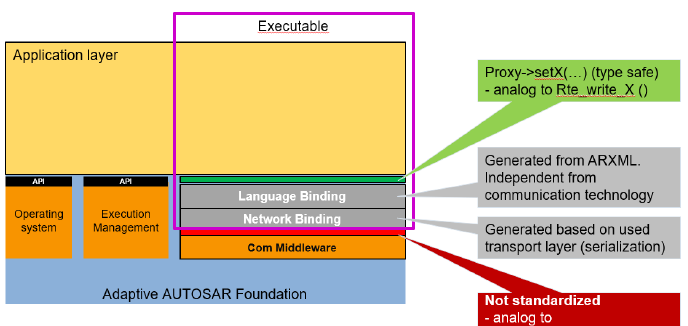 Executable
Application layer
Proxy->setX(…) (type safe)
- analog to Rte_write_X ()
Generated from ARXML.
Independent from
communication technology
API
API
Language Binding
Operating
system
Execution
Management
Network Binding
Generated based on used
transport layer (serialization)
Com Middleware
Adaptive AUTOSAR Foundation
Not standardized
- analog to